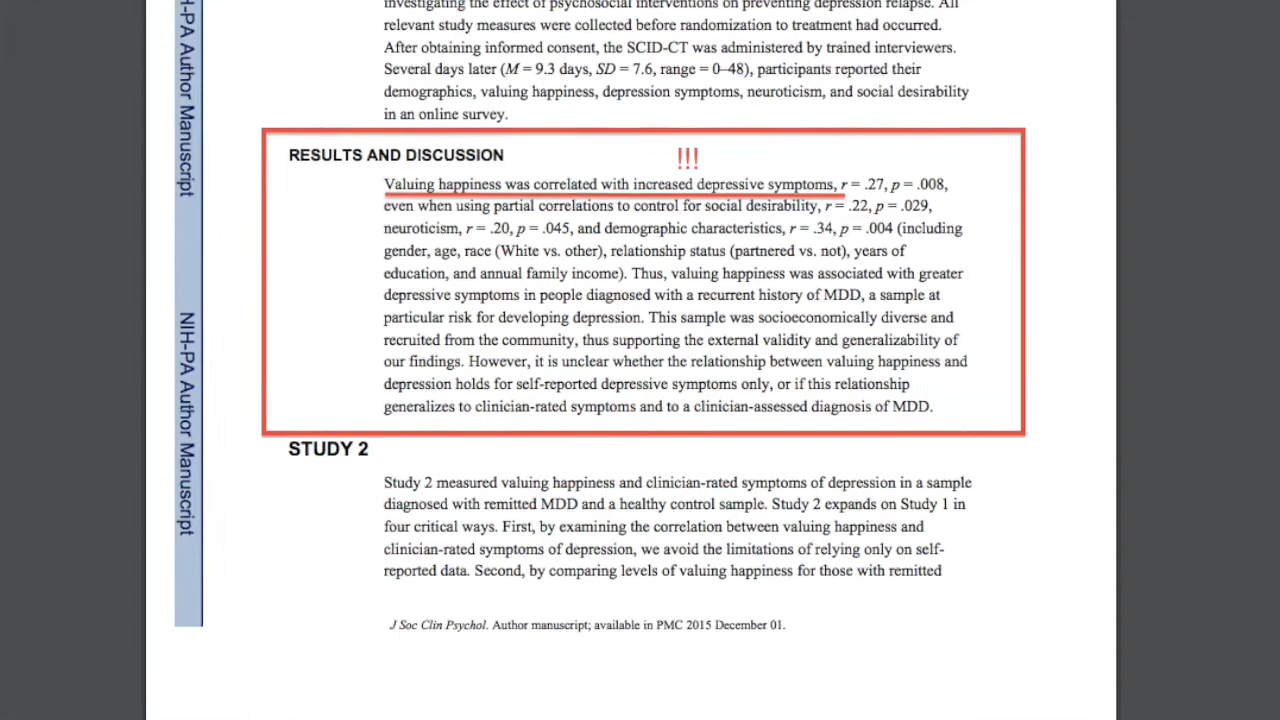 investigating the effect of psychosocial interventions on preventing depression relapse. All
relevant study measures were collected before randomization to treatment had occurred.
After obtaining informed consent, the SCID-CT was administered by trained interviewers.
Several days later (M = 9.3 days, SD = 7.6, range = 0–48), participants reported their
demographics, valuing happiness, depression symptoms, neuroticism, and social desirability
in an online survey.
RESULTS AND DISCUSSION
!!!
Valuing happiness was correlated with increased depressive symptoms, r = .27, p = .008,
even when using partial correlations to control for social desirability, r = .22, p = .029,
neuroticism, r = .20, p = .045, and demographic characteristics, r = .34, p = .004 (including
gender, age, race (White vs. other), relationship status (partnered vs. not), years of
education, and annual family income). Thus, valuing happiness was associated with greater
depressive symptoms in people diagnosed with a recurrent history of MDD, a sample at
particular risk for developing depression. This sample was socioeconomically diverse and
recruited from the community, thus supporting the external validity and generalizability of
our findings. However, it is unclear whether the relationship between valuing happiness and
depression holds for self-reported depressive symptoms only, or if this relationship
generalizes to clinician-rated symptoms and to a clinician-assessed diagnosis of MDD.
STUDY 2
Study 2 measured valuing happiness and clinician-rated symptoms of depression in a sample
diagnosed with remitted MDD and a healthy control sample. Study 2 expands on Study 1 in
four critical ways. First, by examining the correlation between valuing happiness and
clinician-rated symptoms of depression, we avoid the limitations of relying only on self-
reported data. Second, by comparing levels of valuing happiness for those with remitted
J Soc Clin Psychol. Author manuscript; available in PMC 2015 December 01.
H-PA Author Manuscript
NIH-PA Author Manuscript